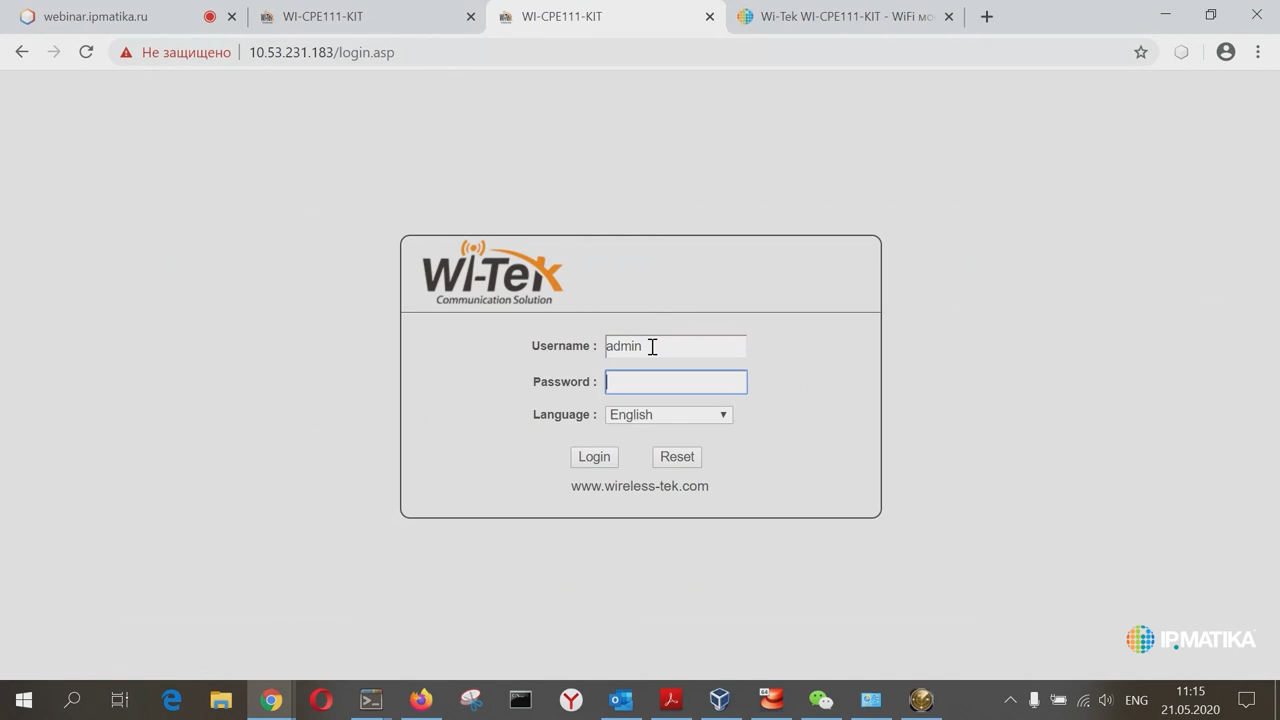 webinar.ipmatika.ru
WI-CPE111-KIT
WI-CPE111-KIT
Wi-Tek WI-CPE111-KIT - WiFi мо
Не защищено
10.53.231.183/login.asp
Wi-Tek
Communication Solution
Username :
admin
Password :
Language :
English
Login
Reset
www.wireless-tek.com
IPMATIKA
64
ENG
11:15
21.05.2020